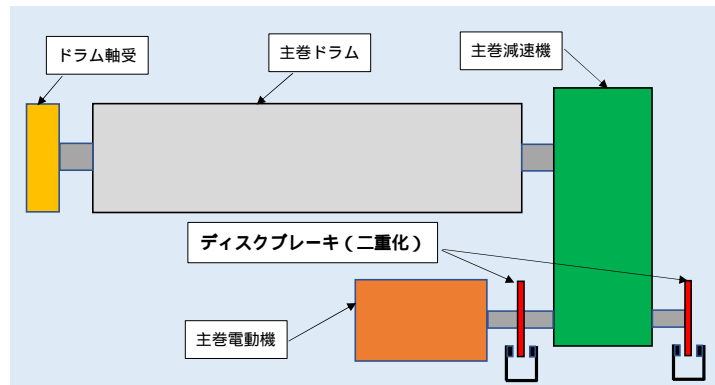 ドラム軸受
主巻ドラム
主巻減速機
ディスクブレーキ（二重化）
主巻電動機